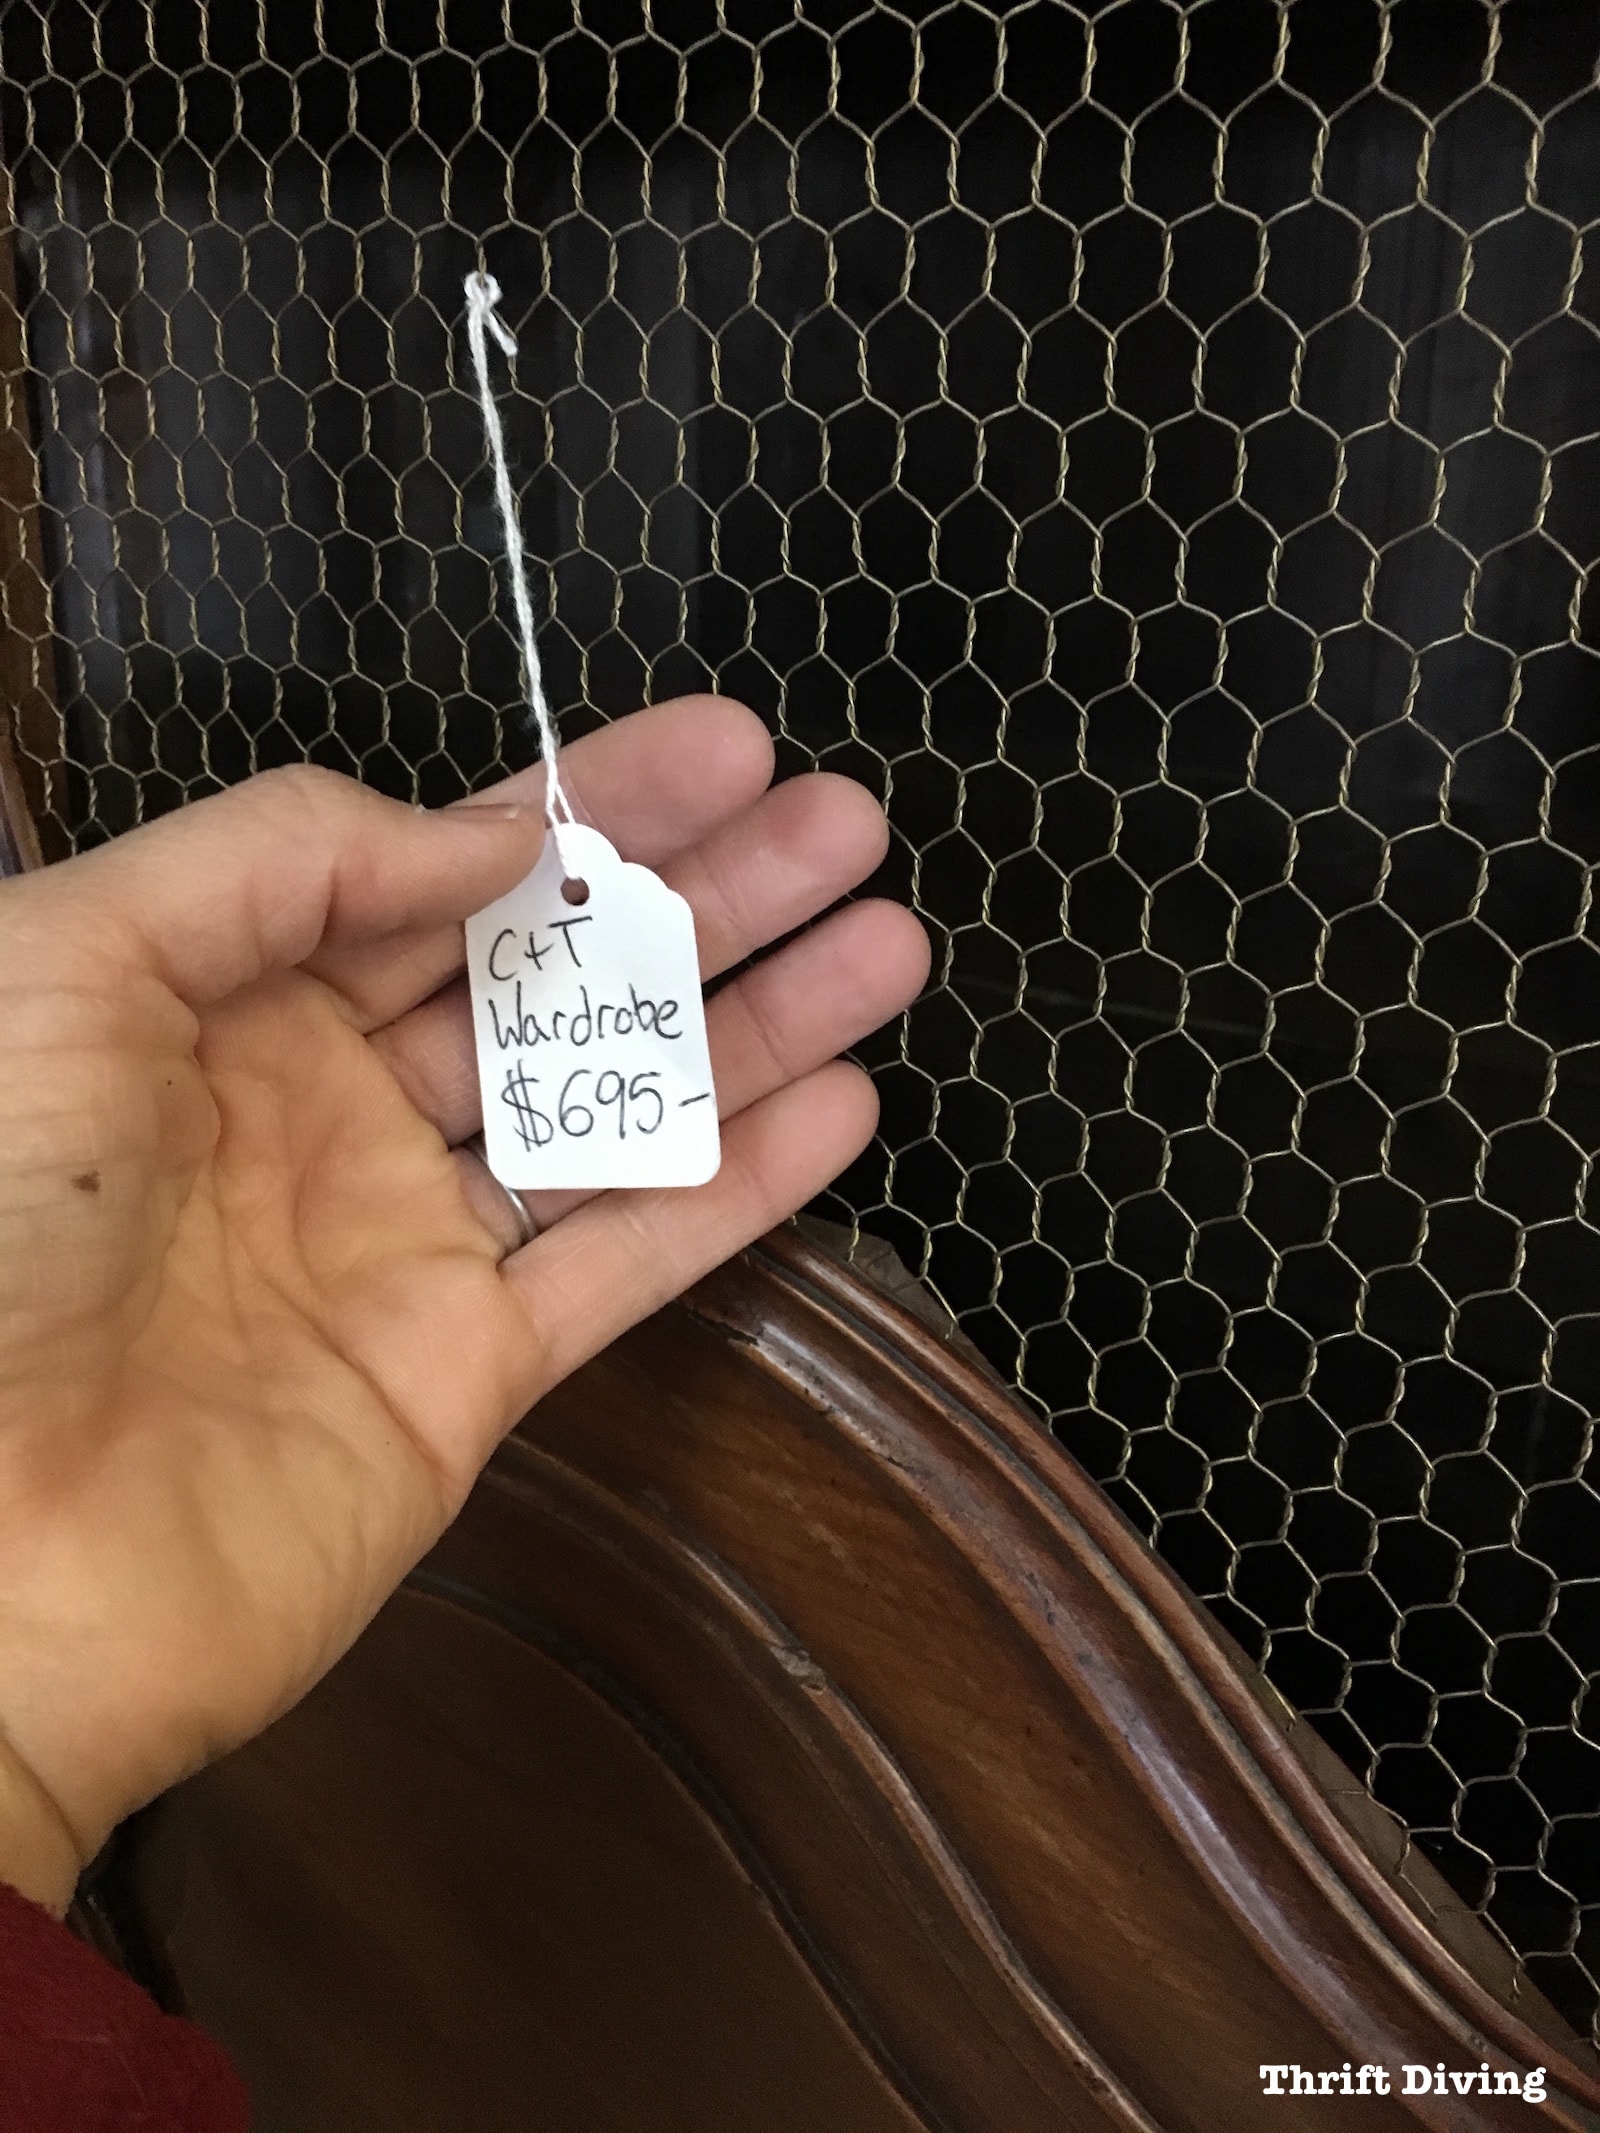 C+T
Wardrobe
$695-
Thrift Diving